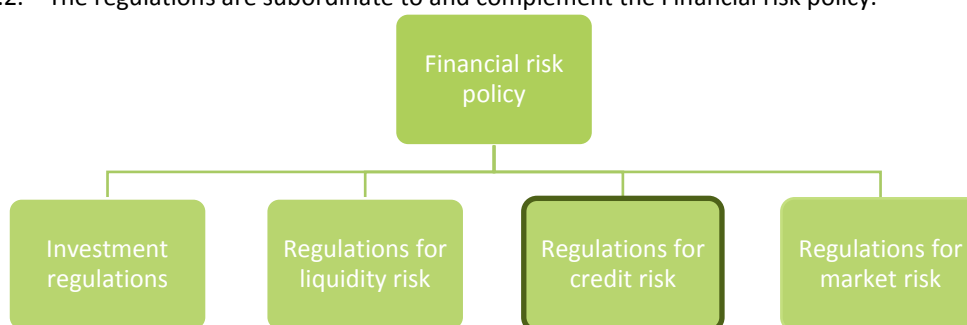 .2. The regulations are subordinate to and complement the Financial risk policy.
Financial risk
policy
Investment
regulations
Regulations for
liquidity risk
Regulations for
credit risk
Regulations for
market risk